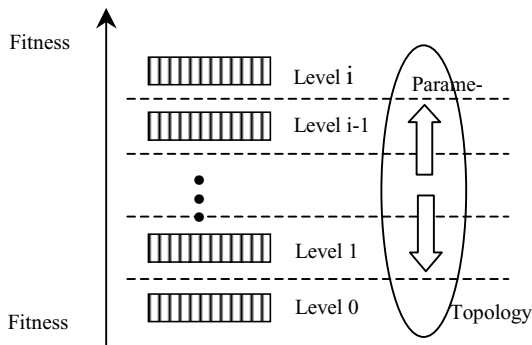 Fitness
Level i
Parame-
Level i-1
Level 1
Level 0
Fitness
Topology